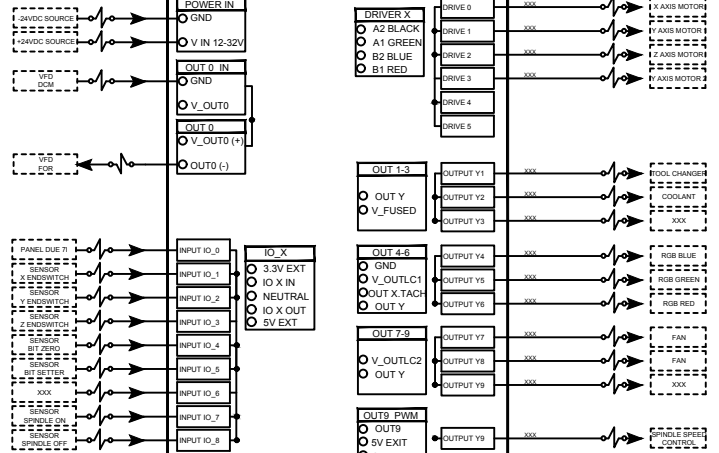 POWER IN
-24VDC SOURCE
GND
+24VDC SOURCE
V IN 12-32V
OUT 0 IN
VFD
DCM
GND
V_OUT0
OUT 0
V_OUT0 (+)
VFD
FOR
OUT0 (-)
PANEL DUE 7I
INPUT IO_0
SENSOR
X ENDSWITCH
INPUT IO_1
SENSOR
Y ENDSWITCH
INPUT IO_2
SENSOR
Z ENDSWITCH
INPUT IO_3
SENSOR
BIT ZERO
INPUT IO_4
SENSOR
BIT SETTER
INPUT IO_5
XXX
INPUT IO_6
SENSOR
SPINDLE ON
INPUT IO_7
SENSOR
SPINDLE OFF
INPUT IO_8
IO_X
3.3V EXT
IO X IN
NEUTRAL
IO X OUT
5V EXT
DRIVER X
A2 BLACK
A1 GREEN
B2 BLUE
B1 RED
DRIVE 0
XXX
X AXIS MOTOR
DRIVE 1
XXX
Y AXIS MOTOR
DRIVE 2
XXX
Z AXIS MOTOR
DRIVE 3
XXX
Y AXIS MOTOR 2
DRIVE 4
DRIVE 5
OUT 1-3
OUT Y
V_FUSED
OUTPUT Y1
XXX
TOOL CHANGER
OUTPUT Y2
XXX
COOLANT
OUTPUT Y3
XXX
XXX
OUT 4-6
GND
V_OUTLC1
OUT X.TACH
OUT Y
OUTPUT Y4
XXX
RGB BLUE
OUTPUT Y5
XXX
RGB GREEN
OUTPUT Y6
XXX
RGB RED
OUT 7-9
V_OUTLC2
OUT Y
OUTPUT Y7
XXX
FAN
OUTPUT Y8
XXX
FAN
OUTPUT Y9
XXX
XXX
OUT9_PWM
OUT9
5V EXIT
OUTPUT Y9
XXX
SPINDLE SPEED
CONTROL